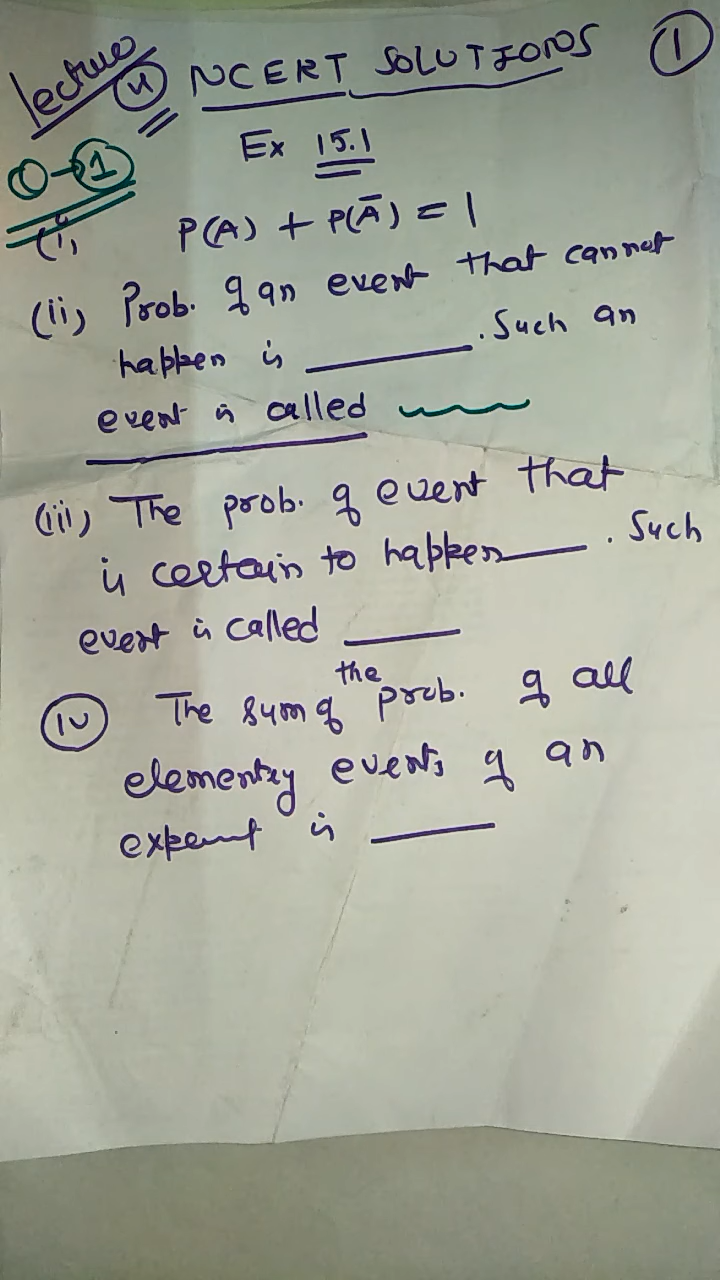 lecture 4 NCERT SOLUTIONS 1
Ex 15.1
Q-1
(i) P(A) + P(Ā) = 1
(ii) Prob. of an event that cannot
happen is ______. Such an
event is called
(iii) The prob. of event that
is certain to happen ____. Such
event is called ____
(iv) The sum of the prob. of all
elementry events of an
is ____